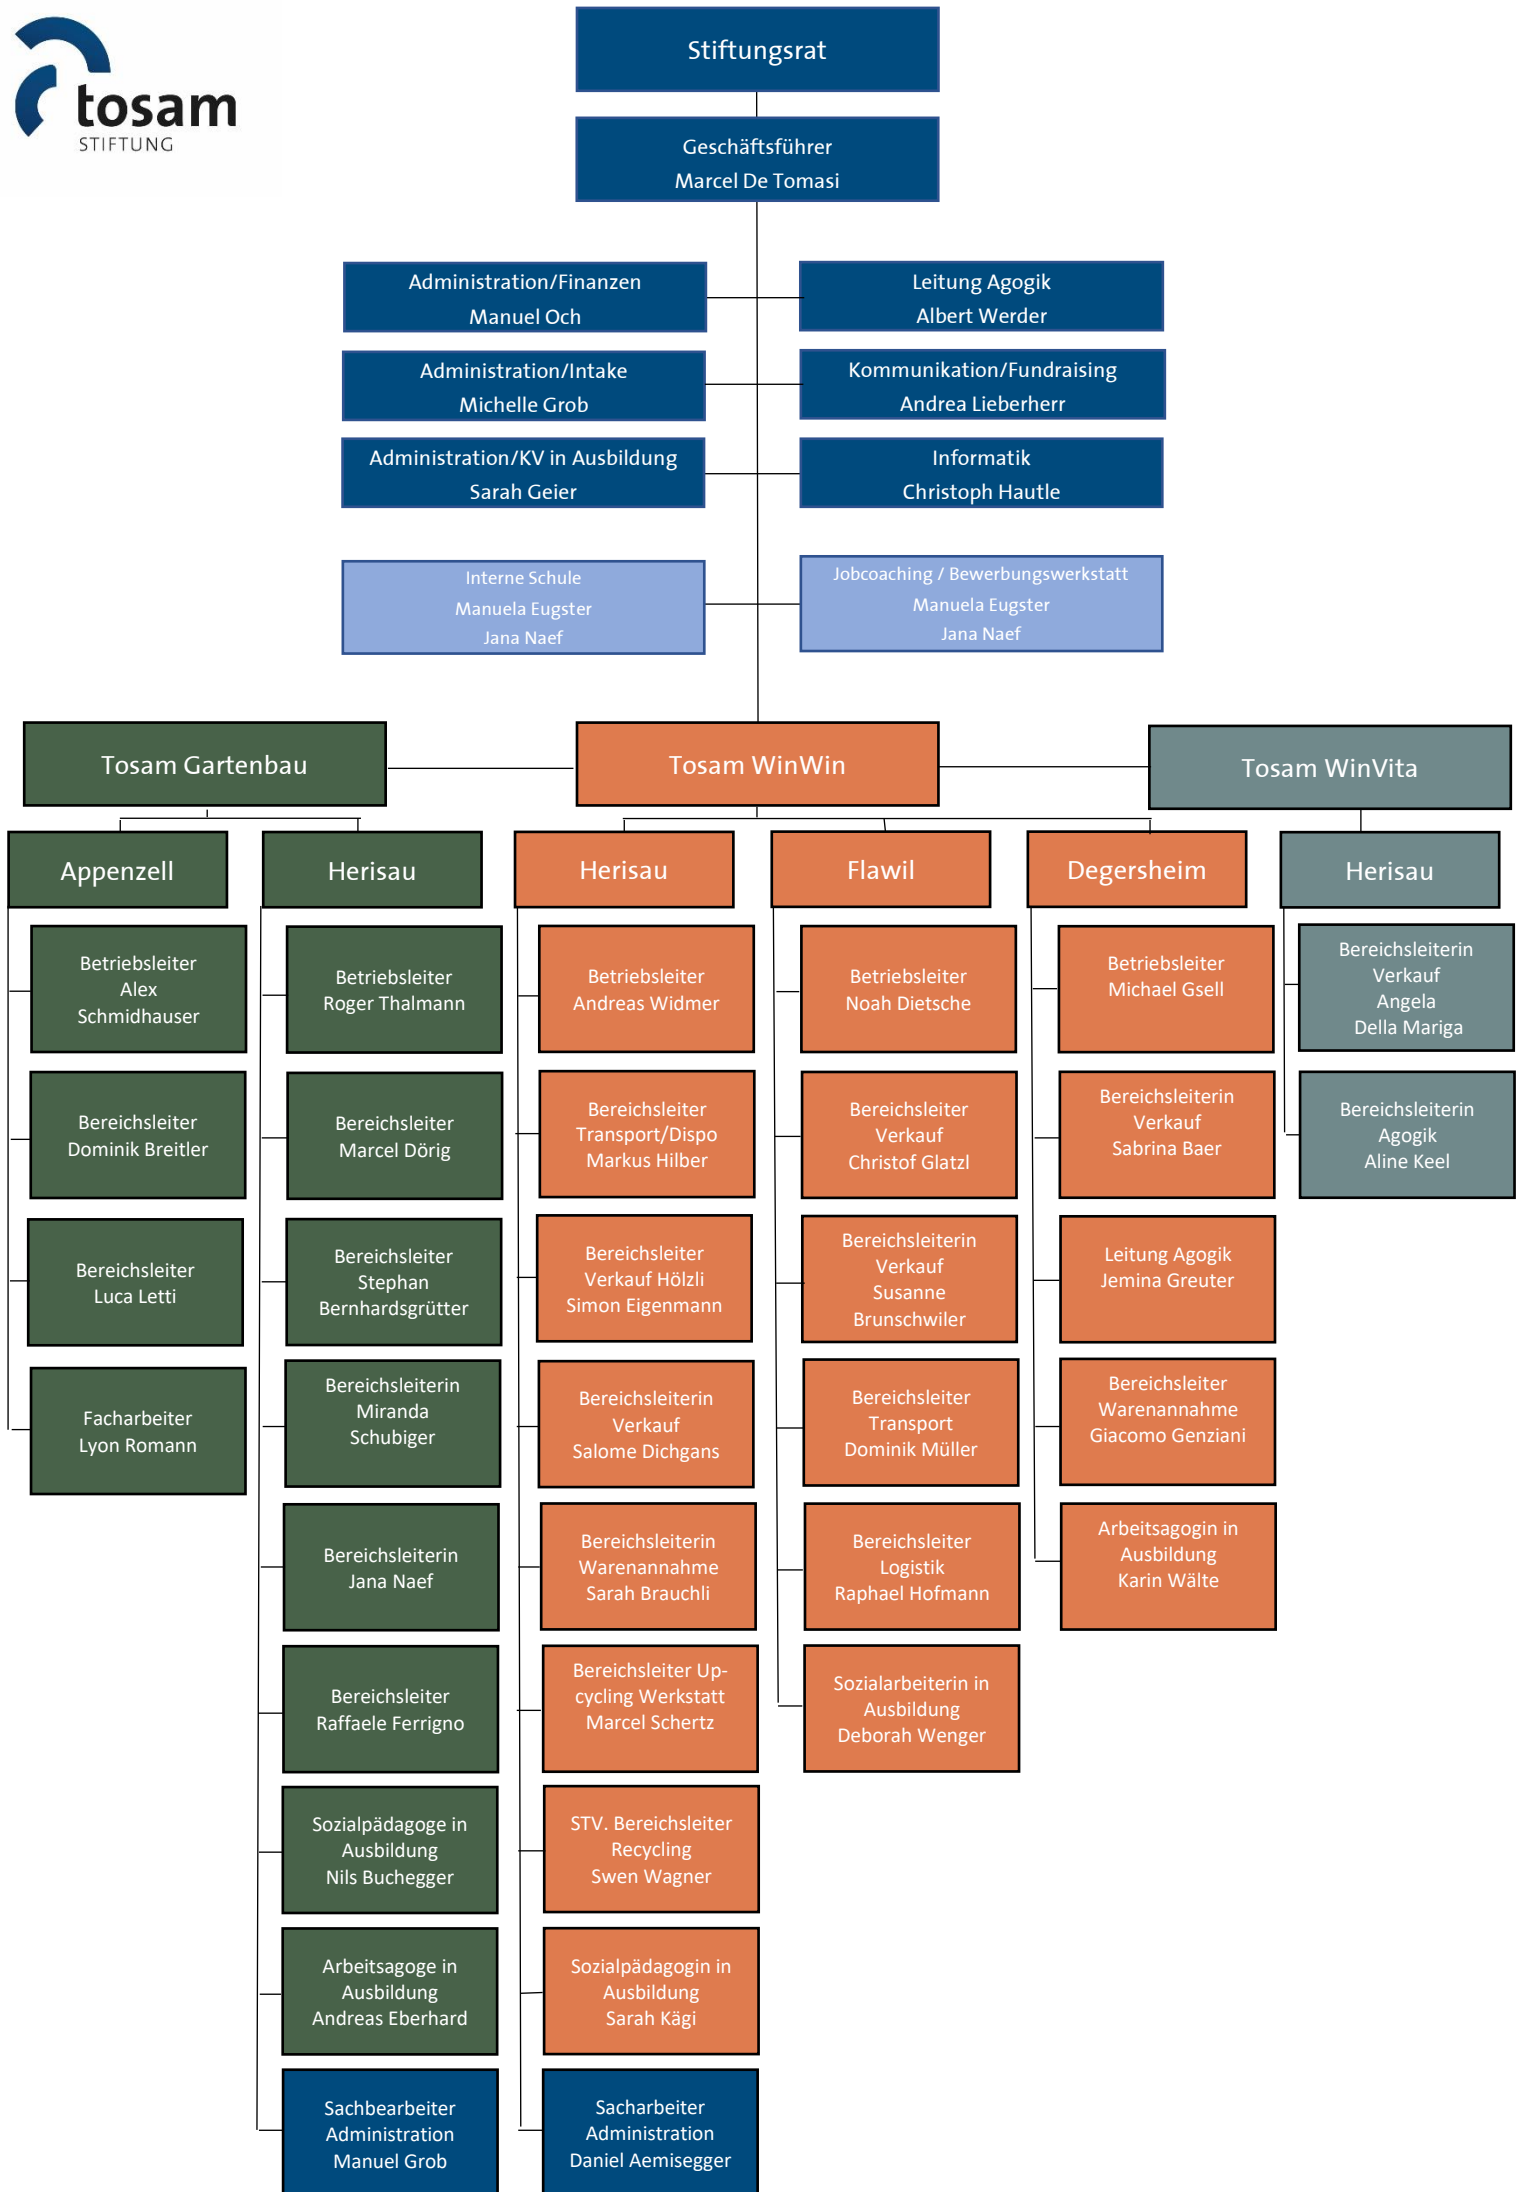 tosam
STIFTUNG
Stiftungsrat
Geschäftsführer
Marcel De Tomasi
Administration/Finanzen
Manuel Och
Leitung Agogik
Albert Werder
Administration/Intake
Michelle Grob
Kommunikation/Fundraising
Andrea Lieberherr
Administration/KV in Ausbildung
Sarah Geier
Informatik
Christoph Hautle
Interne Schule
Manuela Eugster
Jana Naef
Jobcoaching / Bewerbungswerkstatt
Manuela Eugster
Jana Naef
Tosam Gartenbau
Tosam WinWin
Tosam WinVita
Appenzell
Betriebsleiter
Alex
Schmidhauser
Bereichsleiter
Dominik Breitler
Bereichsleiter
Luca Letti
Facharbeiter
Lyon Romann
Herisau
Betriebsleiter
Roger Thalmann
Bereichsleiter
Marcel Dörig
Bereichsleiter
Stephan
Bernhardsgrütter
Bereichsleiterin
Miranda
Schubiger
Bereichsleiterin
Jana Naef
Bereichsleiter
Raffaele Ferrigno
Sozialpädagoge in
Ausbildung
Nils Buchegger
Arbeitsagoge in
Ausbildung
Andreas Eberhard
Sachbearbeiter
Administration
Manuel Grob
Herisau
Betriebsleiter
Andreas Widmer
Bereichsleiter
Transport/Dispo
Markus Hilber
Bereichsleiter
Verkauf Hölzli
Simon Eigenmann
Bereichsleiterin
Verkauf
Salome Dichgans
Bereichsleiterin
Warenannahme
Sarah Brauchli
Bereichsleiter Up-
cycling Werkstatt
Marcel Schertz
STV. Bereichsleiter
Recycling
Swen Wagner
Sozialpädagogin in
Ausbildung
Sarah Kägi
Sacharbeiter
Administration
Daniel Aemisegger
Flawil
Betriebsleiter
Noah Dietsche
Bereichsleiter
Verkauf
Christof Glatzl
Bereichsleiterin
Verkauf
Susanne
Brunschwiler
Bereichsleiter
Transport
Dominik Müller
Bereichsleiter
Logistik
Raphael Hofmann
Sozialarbeiterin in
Ausbildung
Deborah Wenger
Degersheim
Betriebsleiter
Michael Gsell
Bereichsleiterin
Verkauf
Sabrina Baer
Leitung Agogik
Jemina Greuter
Bereichsleiter
Warenannahme
Giacomo Genziani
Arbeitsagogin in
Ausbildung
Karin Wälte
Herisau
Bereichsleiterin
Verkauf
Angela
Della Mariga
Bereichsleiterin
Agogik
Aline Keel